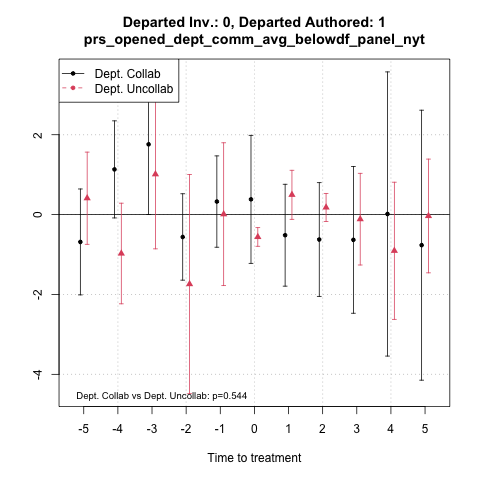 Departed Inv.: 0, Departed Authored: 1
prs_opened_dept_comm_avg_belowdf_panel_nyt
Dept. Collab
Dept. Uncollab
2
0
-2
-4
Dept. Collab vs Dept. Uncollab: p=0.544
-5 -4 -3 -2 -1 0 1 2 3 4 5
Time to treatment